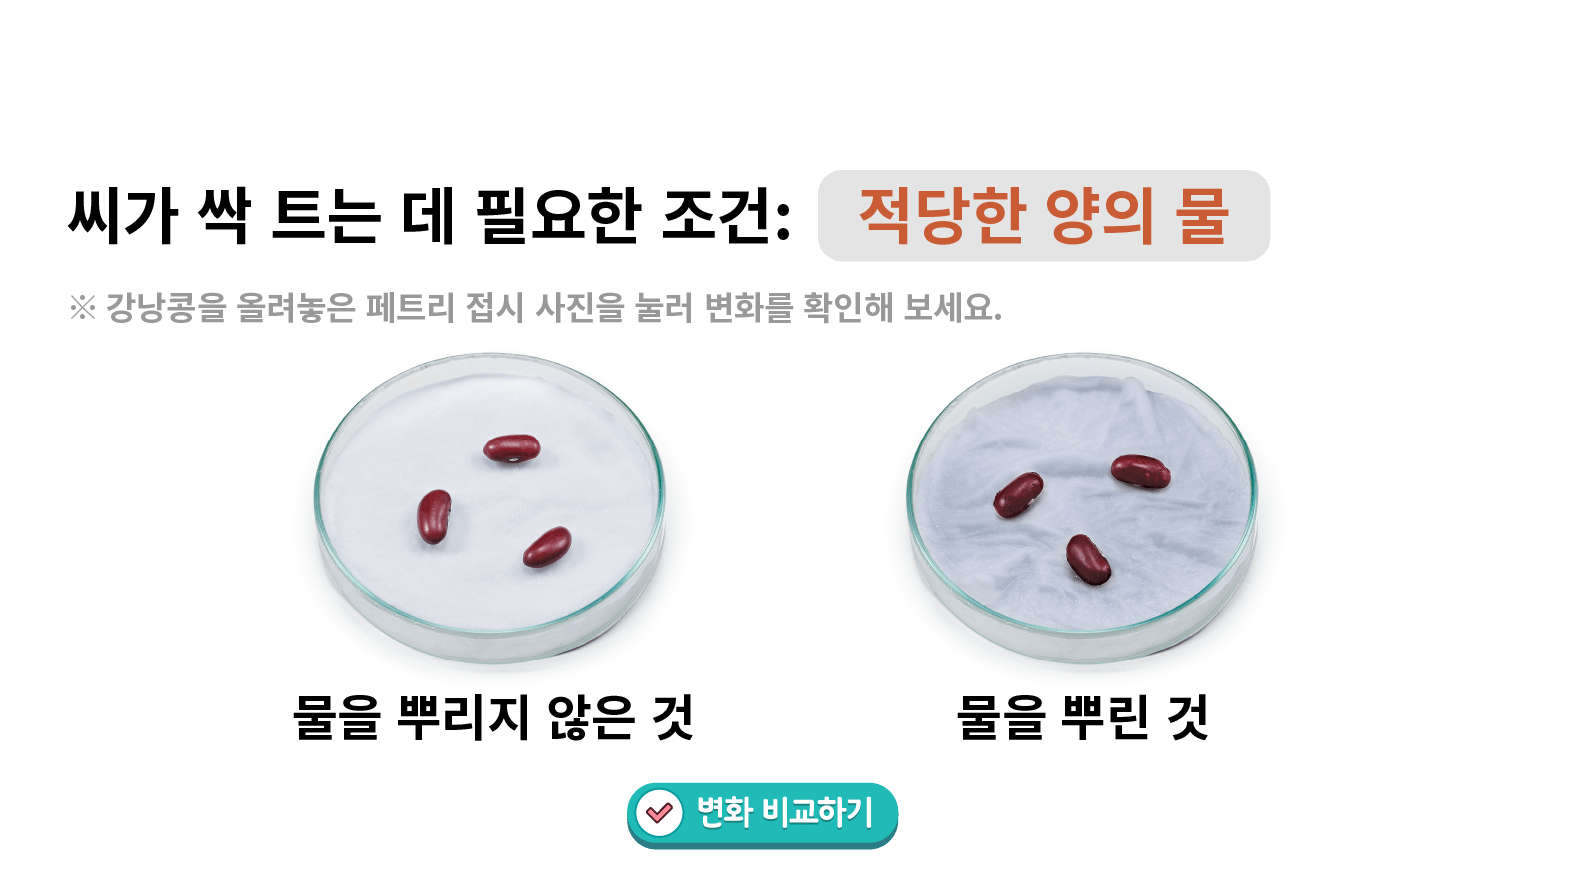 씨가 싹 트는 데 필요한 조건: 적당한 양의 물
※ 강낭콩을 올려놓은 페트리 접시 사진을 눌러 변화를 확인해 보세요.
물을 뿌리지 않은 것
물을 뿌린 것
변화 비교하기